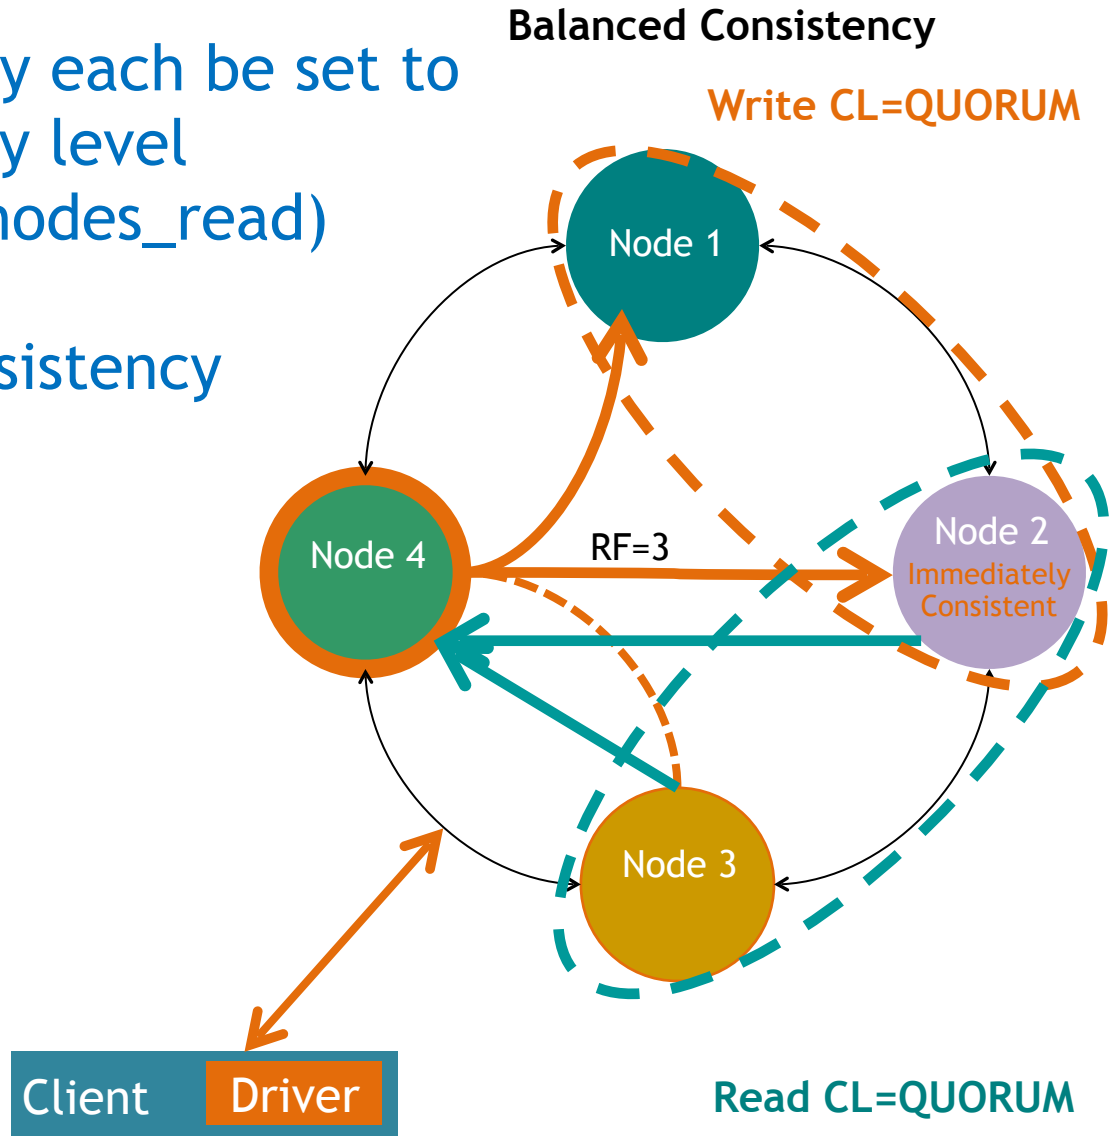 Balanced Consistency
y each be set to
y level
nodes_read)
sistency
Write CL=QUORUM
Node 1
Node 2
Immediately
Consistent
RF=3
Node 4
Node 3
Client
Driver
Read CL=QUORUM